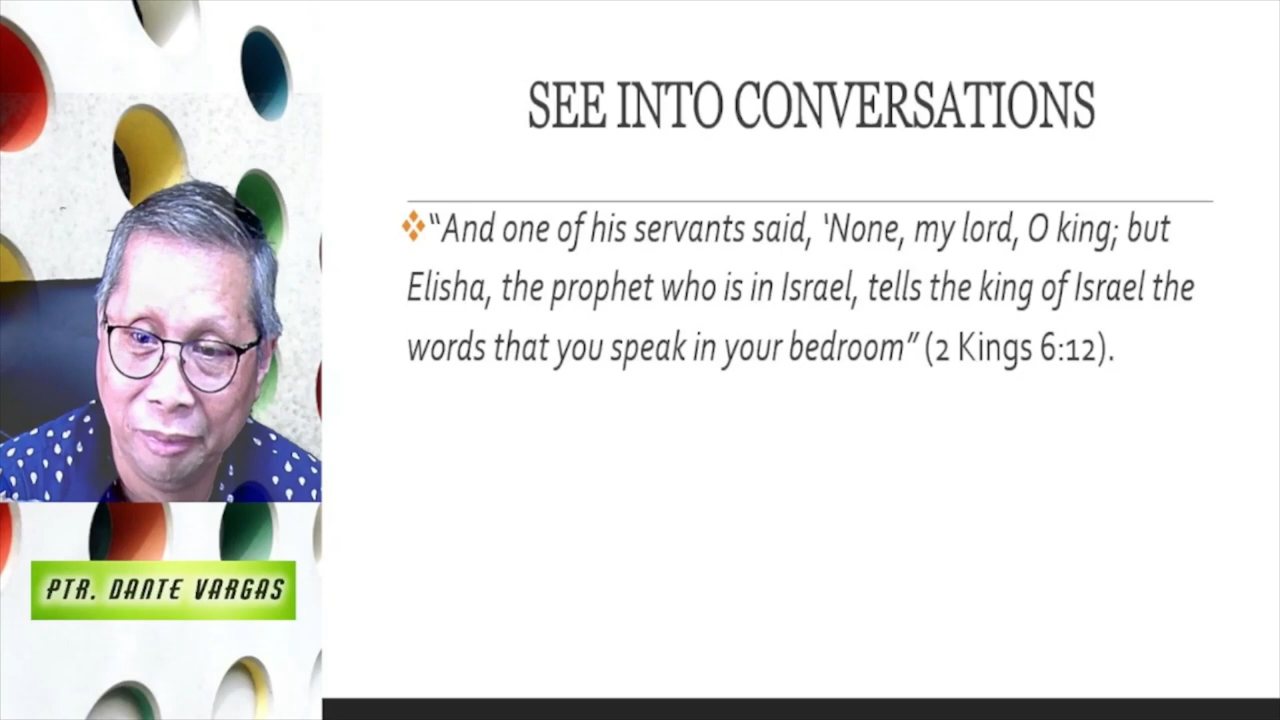 SEE INTO CONVERSATIONS
“And one of his servants said, ‘None, my lord, O king; but
Elisha, the prophet who is in Israel, tells the king of Israel the
words that you speak in your bedroom” (2 Kings 6:12).
PTR. DANTE VARGAS